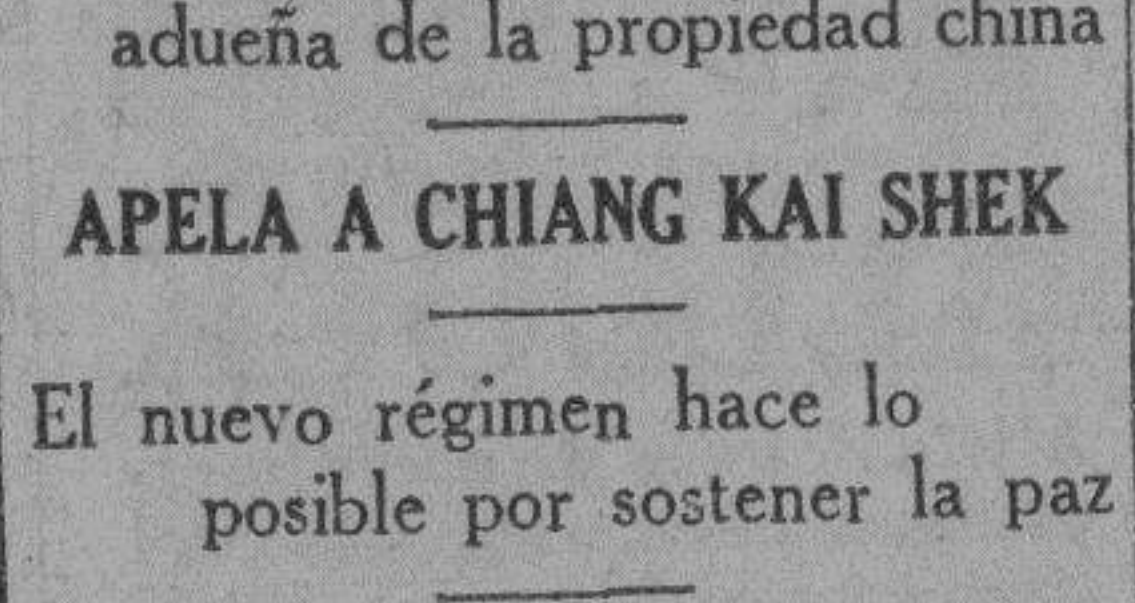 adueña de la propiedad china
APELA A CHIANG KAI SHEK
El nuevo régimen hace lo
posible por sostener la paz